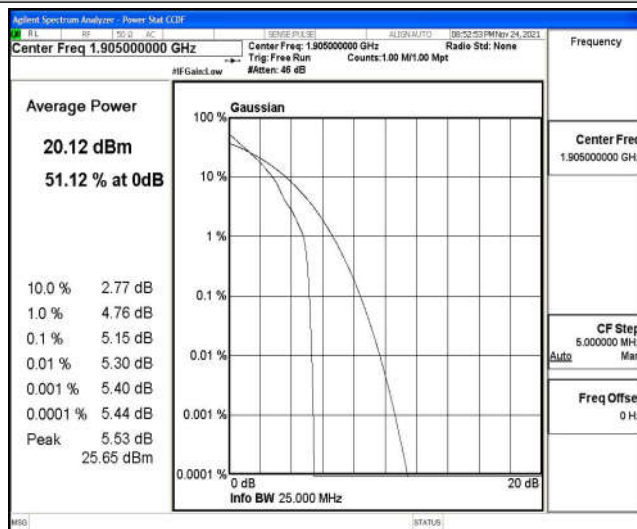 Agilent Spectrum Analyzer - Power Stat CCDF
RL RF 50 Ω AC SENSE:PULSE ALIGN AUTO 08:52:53 PM Nov 24, 2021
Center Freq 1.905000000 GHz
Center Freq: 1.905000000 GHz Radio Std: None
Trig: Free Run Counts:1.00 M/1.00 Mpt
#IFGain:Low #Atten: 46 dB
Frequency
Average Power
20.12 dBm
51.12 % at 0dB
10.0 % 2.77 dB
1.0 % 4.76 dB
0.1 % 5.15 dB
0.01 % 5.30 dB
0.001 % 5.40 dB
0.0001 % 5.44 dB
Peak 5.53 dB
25.65 dBm
Gaussian
100 %
10 %
1 %
0.1 %
0.01 %
0.001 %
0.0001 %
0 dB 20 dB
Info BW 25.000 MHz
Center Freq
1.905000000 GHz
CF Step
5.000000 MHz
Auto Man
Freq Offse
0 Hz
MSG STATUS